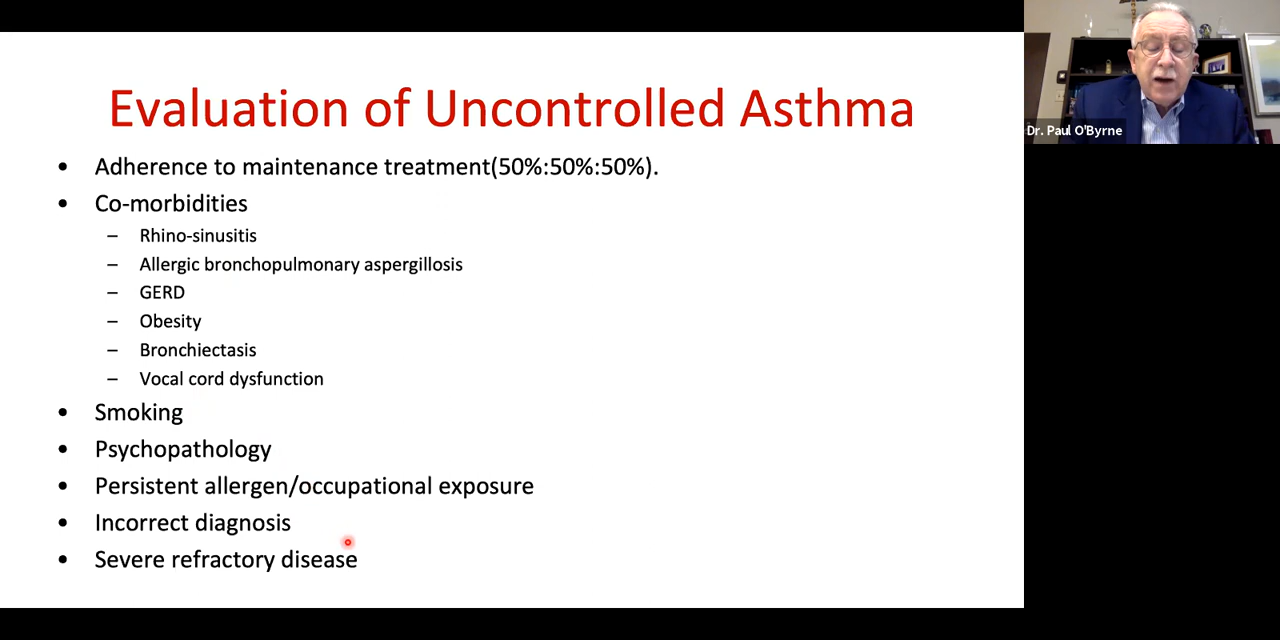 Evaluation of Uncontrolled Asthma
• Adherence to maintenance treatment(50%:50%:50%).
• Co-morbidities
– Rhino-sinusitis
– Allergic bronchopulmonary aspergillosis
– GERD
– Obesity
– Bronchiectasis
– Vocal cord dysfunction
• Smoking
• Psychopathology
• Persistent allergen/occupational exposure
• Incorrect diagnosis
• Severe refractory disease
Dr. Paul O'Byrne